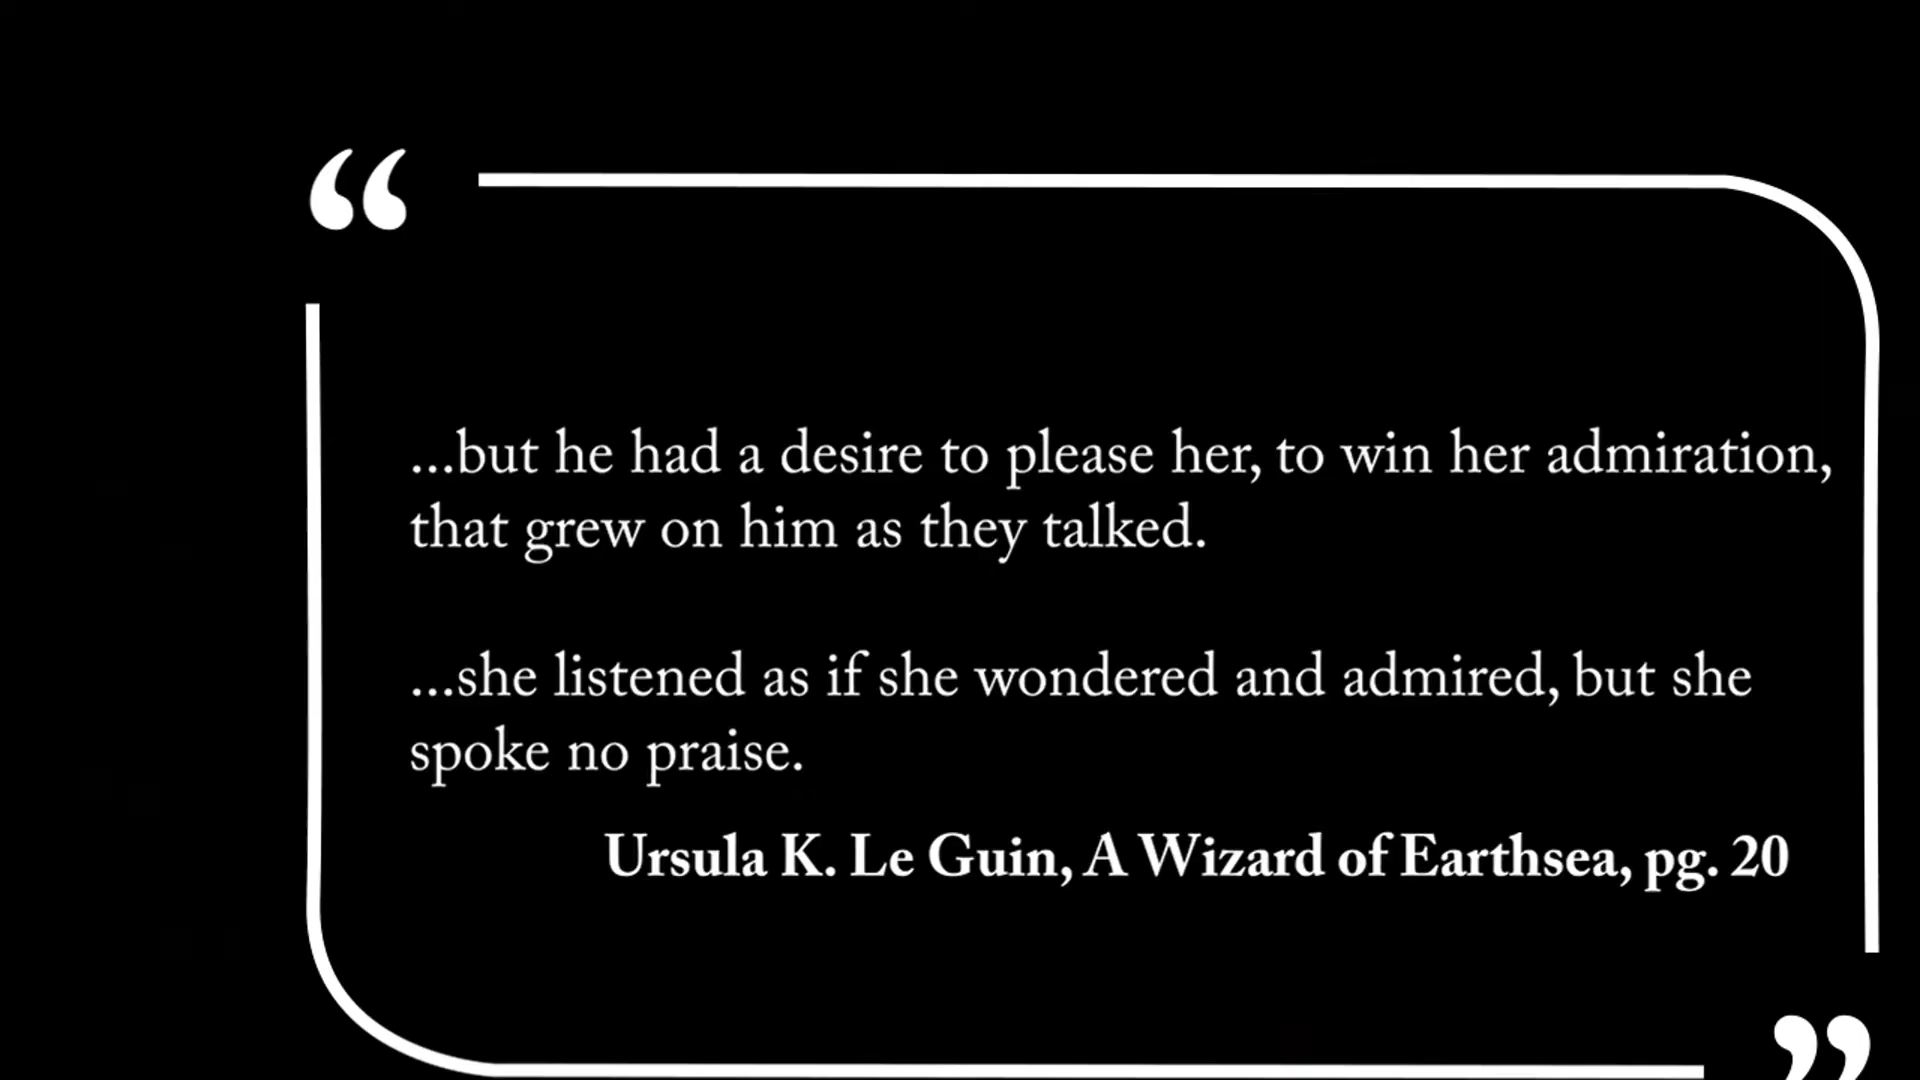 “
...but he had a desire to please her, to win her admiration,
that grew on him as they talked.
...she listened as if she wondered and admired, but she
spoke no praise.
Ursula K. Le Guin, A Wizard of Earthsea, pg. 20
”